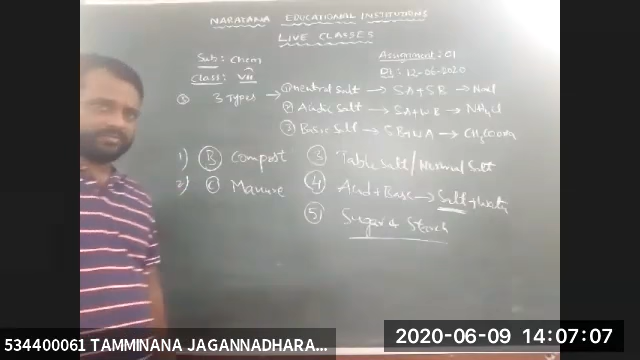 NARAYANA EDUCATIONAL INSTITUTIONS
LIVE CLASSES
Sub: Chem
Assignment: 01
Class: VII
Dt: 12-06-2020
3 Types → ① Neutral Salt → SA + SB → NaCl
② Acidic Salt → SA + WB → NH4Cl
③ Basic Salt → SB + WA → CH3COONa
1) Ⓑ Compost
2) Ⓒ Manure
③ Table Salt / Normal Salt
④ Acid + Base → Salt + Water
⑤ Sugar & Starch
534400061 TAMMINANA JAGANNADHARA...
2020-06-09 14:07:07